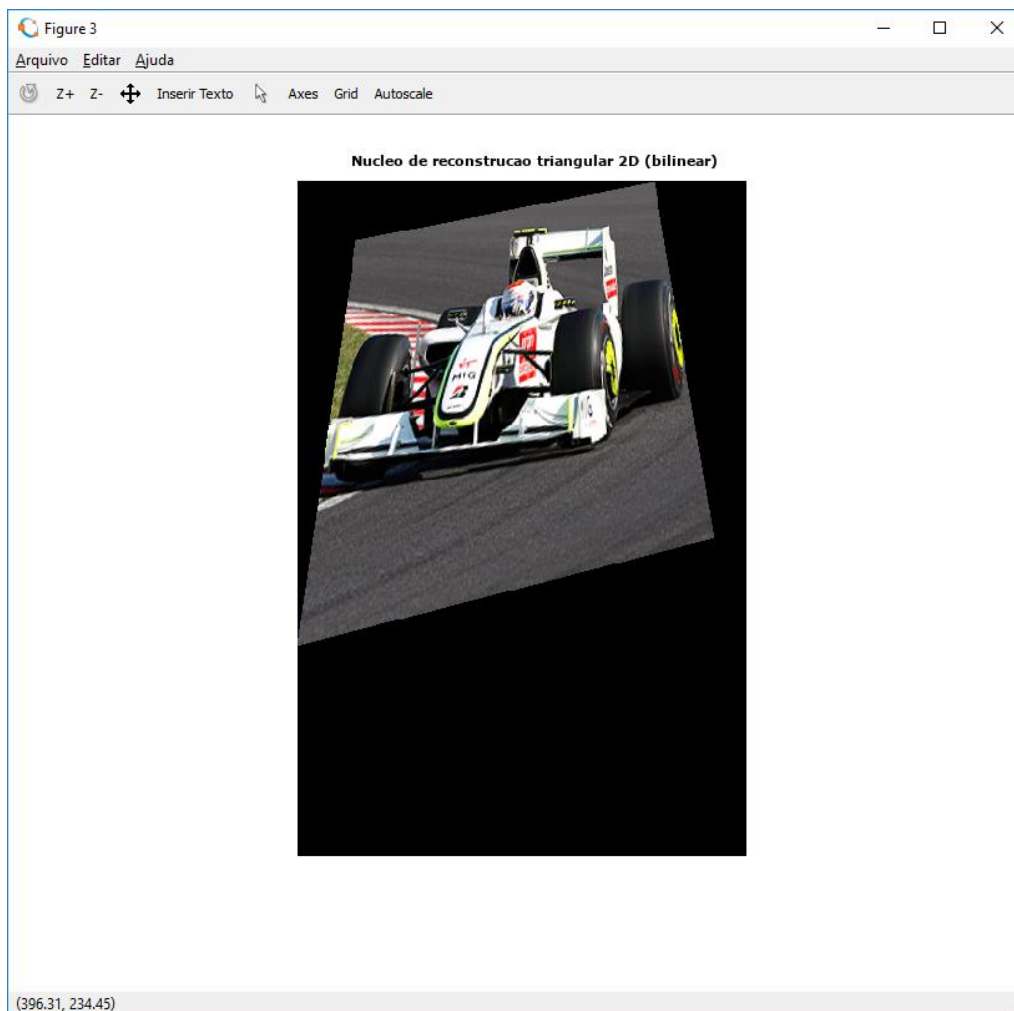 Figure 3
Arquivo Editar Ajuda
Z+ Z- Inserir Texto Axes Grid Autoscale
Nucleo de reconstrucao triangular 2D (bilinear)
MTG
(396.31, 234.45)